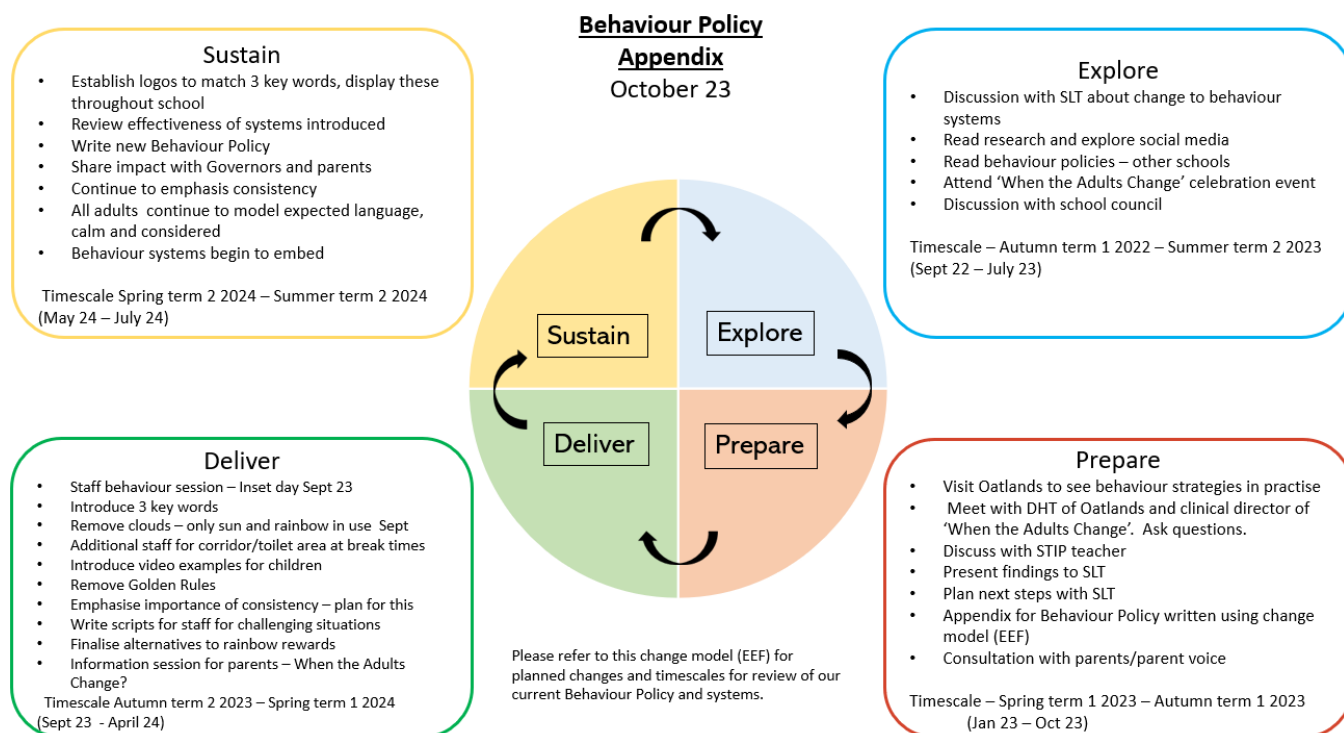 Behaviour Policy
Appendix
October 23
Sustain
• Establish logos to match 3 key words, display these
throughout school
• Review effectiveness of systems introduced
• Write new Behaviour Policy
• Share impact with Governors and parents
• Continue to emphasis consistency
• All adults continue to model expected language,
calm and considered
• Behaviour systems begin to embed
Timescale Spring term 2 2024 – Summer term 2 2024
(May 24 – July 24)
Explore
• Discussion with SLT about change to behaviour
systems
• Read research and explore social media
• Read behaviour policies – other schools
• Attend ‘When the Adults Change’ celebration event
• Discussion with school council
Timescale – Autumn term 1 2022 – Summer term 2 2023
(Sept 22 – July 23)
Sustain
Explore
Deliver
Prepare
Deliver
• Staff behaviour session – Inset day Sept 23
• Introduce 3 key words
• Remove clouds – only sun and rainbow in use Sept
• Additional staff for corridor/toilet area at break times
• Introduce video examples for children
• Remove Golden Rules
• Emphasise importance of consistency – plan for this
• Write scripts for staff for challenging situations
• Finalise alternatives to rainbow rewards
• Information session for parents – When the Adults
Change?
Timescale Autumn term 2 2023 – Spring term 1 2024
(Sept 23 - April 24)
Please refer to this change model (EEF) for
planned changes and timescales for review of our
current Behaviour Policy and systems.
Prepare
• Visit Oatlands to see behaviour strategies in practise
• Meet with DHT of Oatlands and clinical director of
‘When the Adults Change’. Ask questions.
• Discuss with STIP teacher
• Present findings to SLT
• Plan next steps with SLT
• Appendix for Behaviour Policy written using change
model (EEF)
• Consultation with parents/parent voice
Timescale – Spring term 1 2023 – Autumn term 1 2023
(Jan 23 – Oct 23)